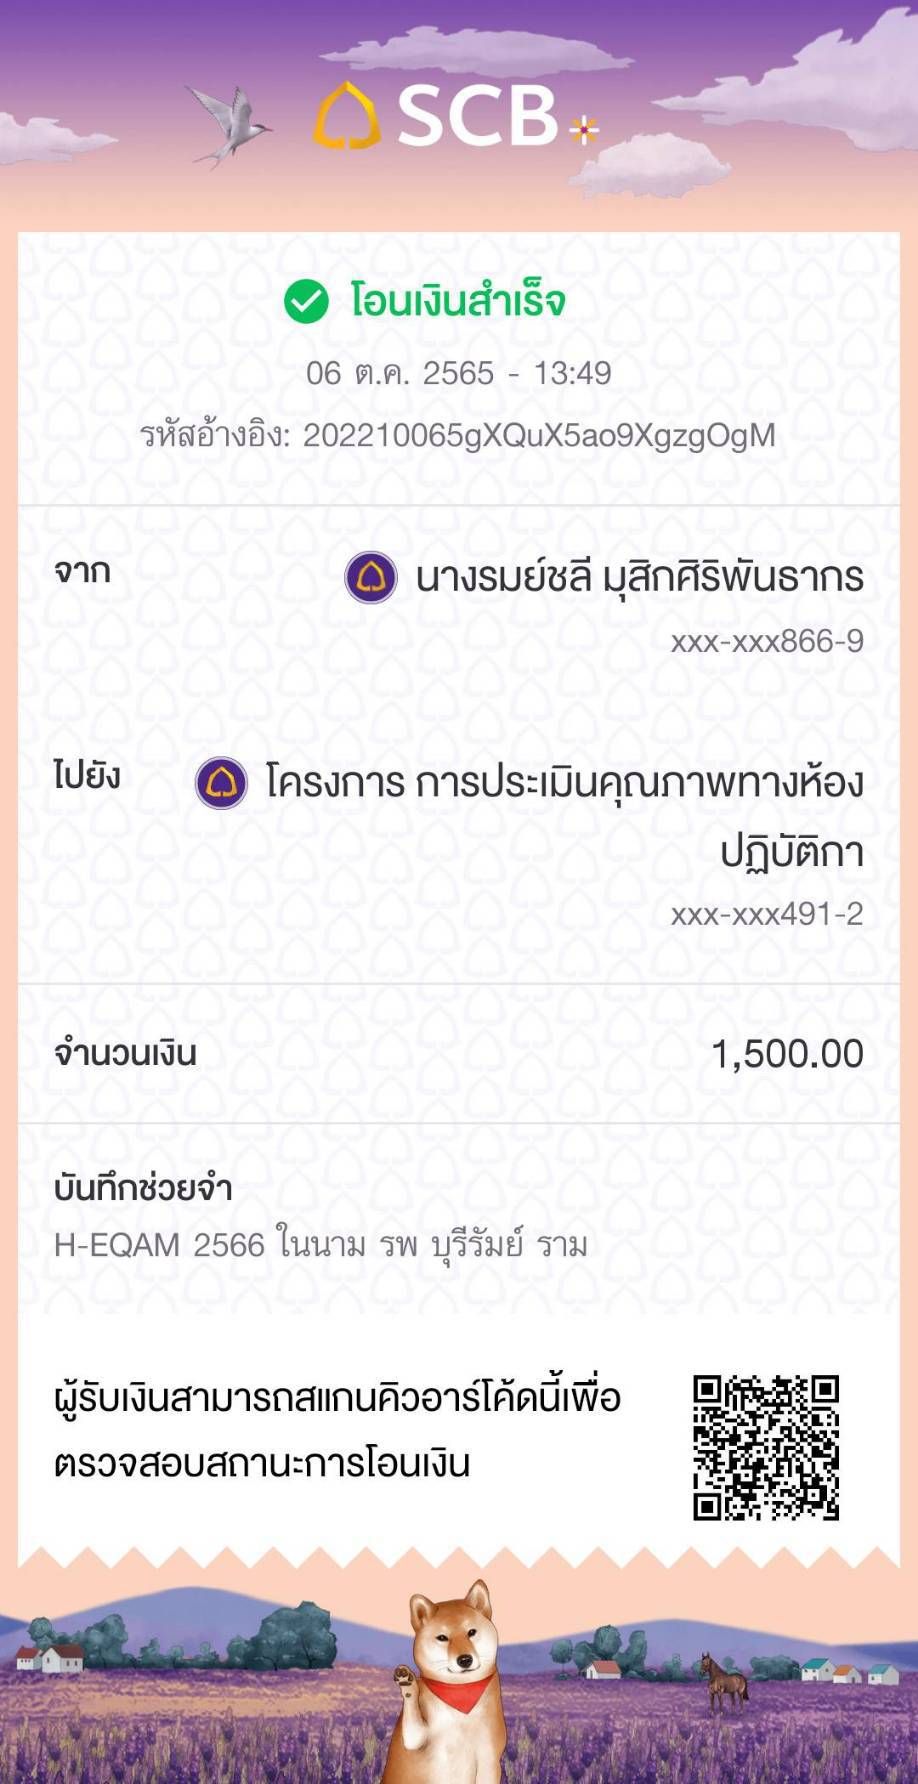 SCB
โอนเงินสำเร็จ
06 ต.ค. 2565 - 13:49
รหัสอ้างอิง: 202210065gXQuX5ao9XgzgOgM
จาก
นางรมย์ชลี มุสิกศิริพันธากร
xxx-xxx866-9
ไปยัง
โครงการ การประเมินคุณภาพทางห้อง
ปฏิบัติกา
xxx-xxx491-2
จำนวนเงิน
1,500.00
บันทึกช่วยจำ
H-EQAM 2566 ในนาม รพ บุรีรัมย์ ราม
ผู้รับเงินสามารถสแกนคิวอาร์โค้ดนี้เพื่อ
ตรวจสอบสถานะการโอนเงิน